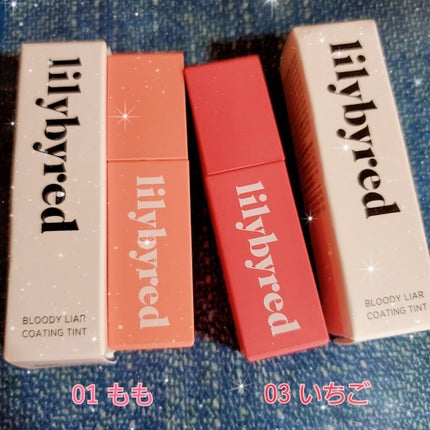 lilybyred
BLOODY LIAR
COATING TINT
lilybyred
lilybyred
lilybyred
BLOODY LIAR
COATING TINT
01 もも
03 いちご